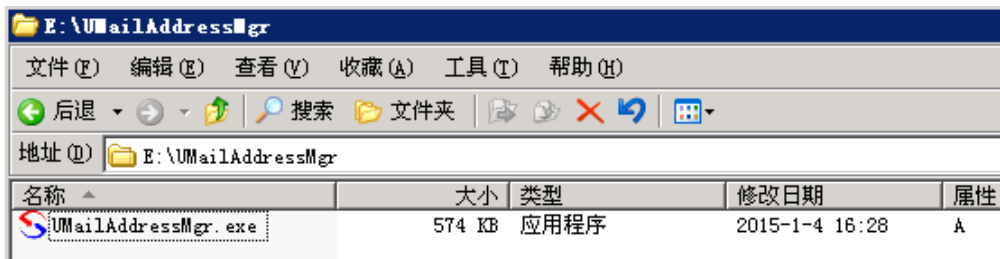 E:\UMailAddressMgr
文件(F) 编辑(E) 查看(V) 收藏(A) 工具(T) 帮助(H)
后退 搜索 文件夹
地址(D) E:\UMailAddressMgr
名称 大小 类型 修改日期 属性
UMailAddressMgr.exe 574 KB 应用程序 2015-1-4 16:28 A